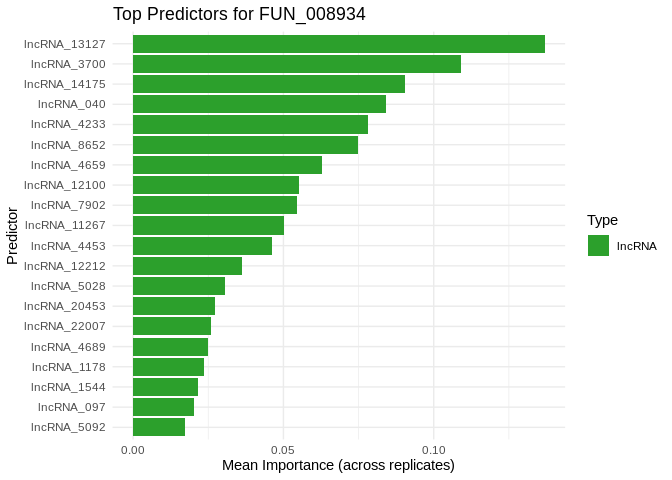 Top Predictors for FUN_008934
Predictor
lncRNA_13127
lncRNA_3700
lncRNA_14175
lncRNA_040
lncRNA_4233
lncRNA_8652
lncRNA_4659
lncRNA_12100
lncRNA_7902
lncRNA_11267
lncRNA_4453
lncRNA_12212
lncRNA_5028
lncRNA_20453
lncRNA_22007
lncRNA_4689
lncRNA_1178
lncRNA_1544
lncRNA_097
lncRNA_5092
0.00 0.05 0.10
Mean Importance (across replicates)
Type
lncRNA